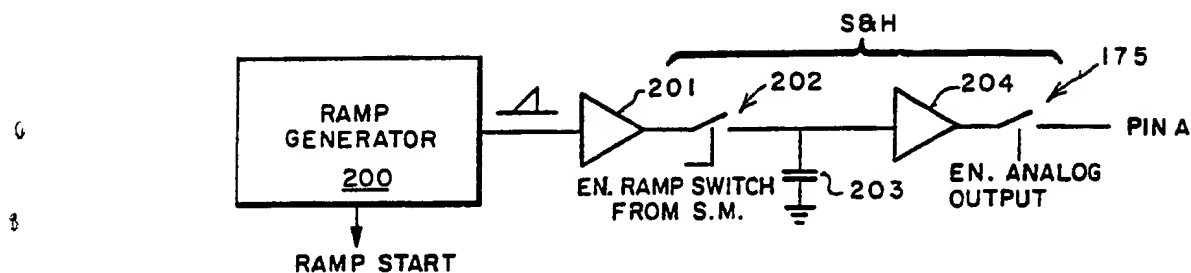 S&H
175
201
202
204
RAMP
GENERATOR
200
PIN A
EN. RAMP SWITCH
FROM S.M.
203
EN. ANALOG
OUTPUT
RAMP START